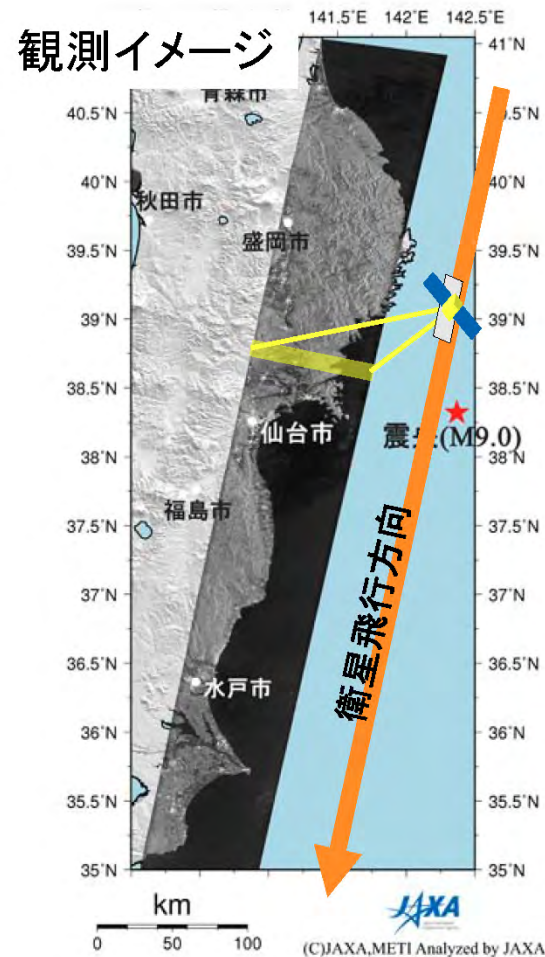 観測イメージ
141.5˚E 142˚E 142.5˚E
41˚N
青森市
40.5˚N
40˚N 40˚N
秋田市
盛岡市
39.5˚N 39.5˚N
39˚N 39˚N
38.5˚N 38.5˚N
仙台市
(M9.0)
38˚N 38˚N
福島市
37.5˚N 37.5˚N
衛星飛行方向
37˚N 37˚N
36.5˚N 36.5˚N
水戸市
36˚N 36˚N
35.5˚N 35.5˚N
35˚N 35˚N
km
0 50 100
JAXA
(C)JAXA,METI Analyzed by JAXA